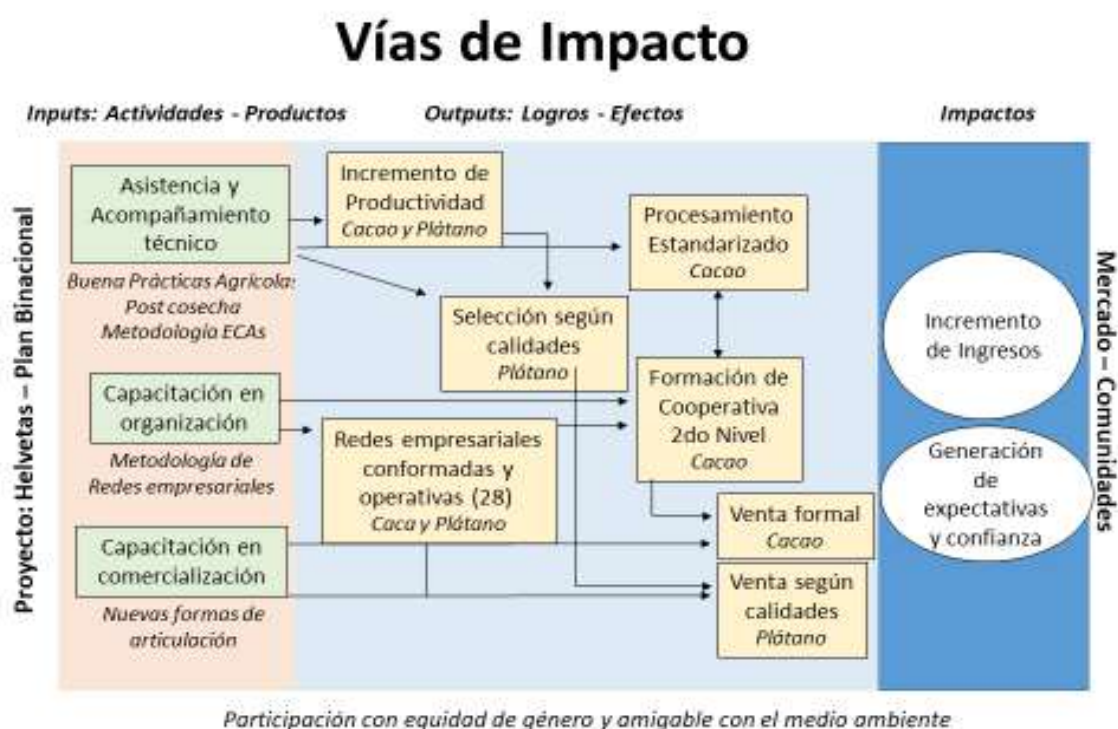 Vías de Impacto
Inputs: Actividades - Productos
Outputs: Logros - Efectos
Impactos
Proyecto: Helvetas – Plan Binacional
Asistencia y
Acompañamiento
técnico
Buena Prácticas Agrícolas
Post cosecha
Metodología ECAs
Capacitación en
organización
Metodología de
Redes empresariales
Capacitación en
comercialización
Nuevas formas de
articulación
Incremento de
Productividad
Cacao y Plátano
Selección según
calidades
Plátano
Redes empresariales
conformadas y
operativas (28)
Caca y Plátano
Procesamiento
Estandarizado
Cacao
Formación de
Cooperativa
2do Nivel
Cacao
Venta formal
Cacao
Venta según
calidades
Plátano
Incremento
de Ingresos
Generación
de
expectativas
y confianza
Mercado – Comunidades
Participación con equidad de género y amigable con el medio ambiente